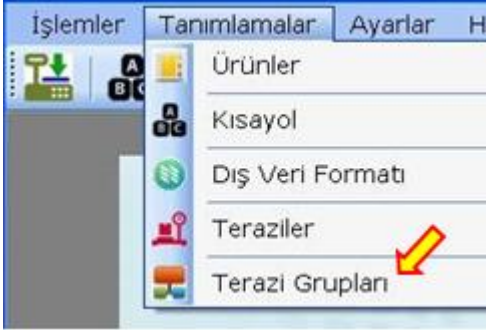 İşlemler Tanımlamalar Ayarlar
Ürünler
Kısayol
Dış Veri Formatı
Teraziler
Terazi Grupları